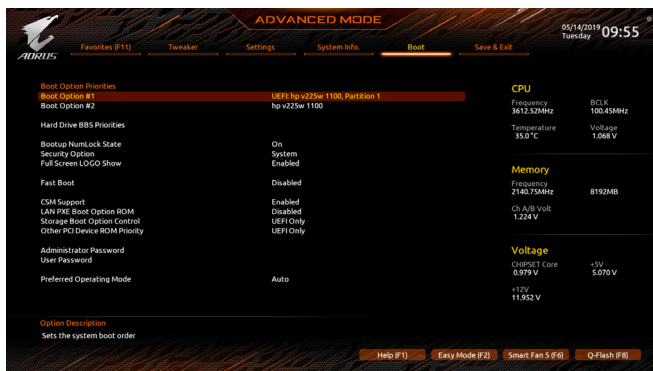 ADVANCED MODE
05/14/2019 Tuesday 09:55
AORUS
Favorites (F11) Tweaker Settings System Info. Boot Save & Exit
Boot Option Priorities
Boot Option #1 UEFI: hp v225w 1100, Partition 1
Boot Option #2 hp v225w 1100
Hard Drive BBS Priorities
Bootup NumLock State On
Security Option System
Full Screen LOGO Show Enabled
Fast Boot Disabled
CSM Support Enabled
LAN PXE Boot Option ROM Disabled
Storage Boot Option Control UEFI Only
Other PCI Device ROM Priority UEFI Only
Administrator Password
User Password
Preferred Operating Mode Auto
CPU
Frequency BCLK
3612.52MHz 100.45MHz
Temperature Voltage
35.0 °C 1.068 V
Memory
Frequency
2140.75MHz 8192MB
Ch A/B Volt
1.224 V
Voltage
CHIPSET Core +5V
0.979 V 5.070 V
+12V
11.952 V
Option Description
Sets the system boot order
Help (F1) Easy Mode (F2) Smart Fan 5 (F6) Q-Flash (F8)